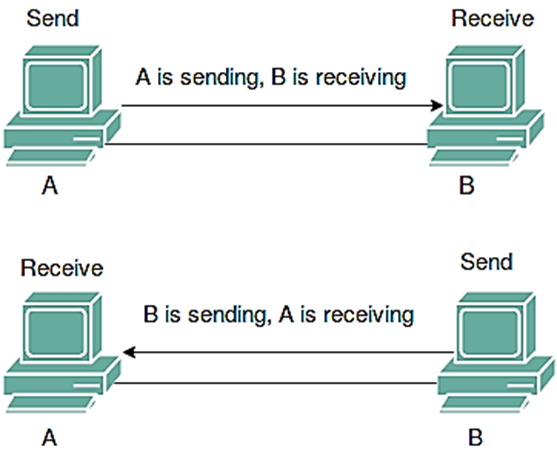 Send
Receive
A is sending, B is receiving
A
B
Receive
Send
B is sending, A is receiving
A
B